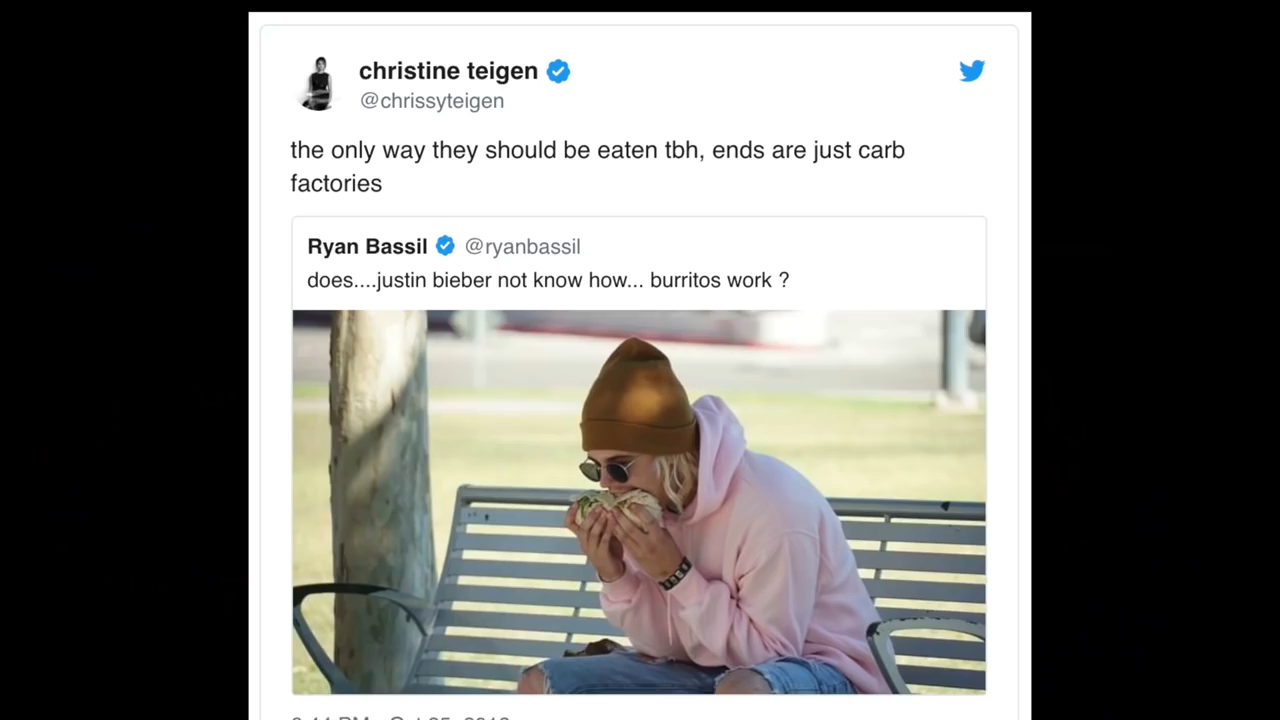 christine teigen
@chrissyteigen
the only way they should be eaten tbh, ends are just carb
factories
Ryan Bassil @ryanbassil
does....justin bieber not know how... burritos work ?